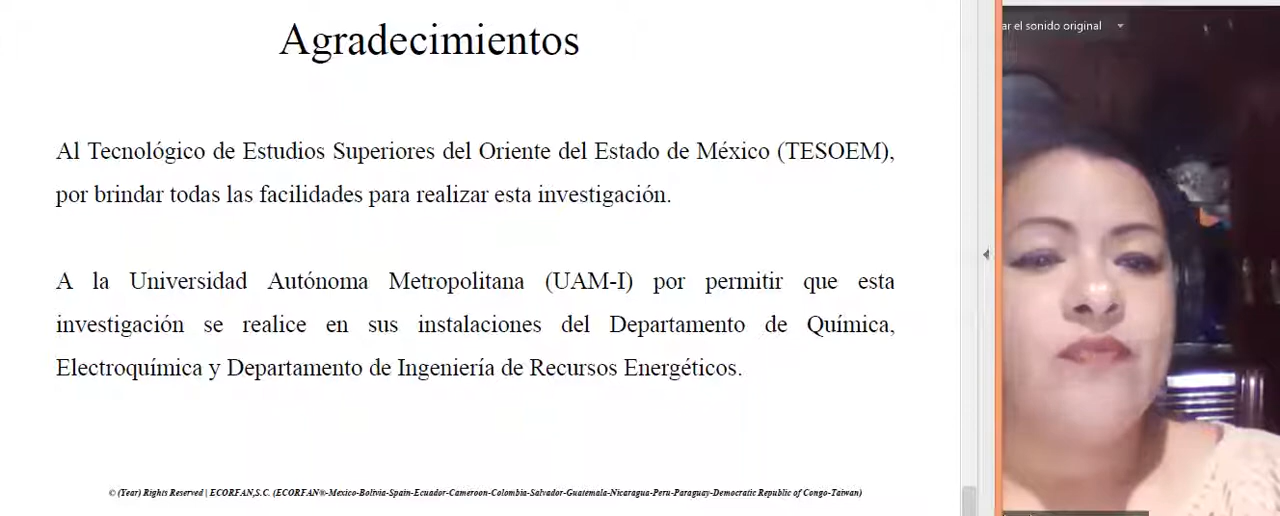 Agradecimientos
ar el sonido original
Al Tecnológico de Estudios Superiores del Oriente del Estado de México (TESOEM),
por brindar todas las facilidades para realizar esta investigación.
A la Universidad Autónoma Metropolitana (UAM-I) por permitir que esta
investigación se realice en sus instalaciones del Departamento de Química,
Electroquímica y Departamento de Ingeniería de Recursos Energéticos.
© (Year) Rights Reserved | ECORFAN,S.C. (ECORFAN®-Mexico-Bolivia-Spain-Ecuador-Cameroon-Colombia-Salvador-Guatemala-Nicaragua-Peru-Paraguay-Democratic Republic of Congo-Taiwan)